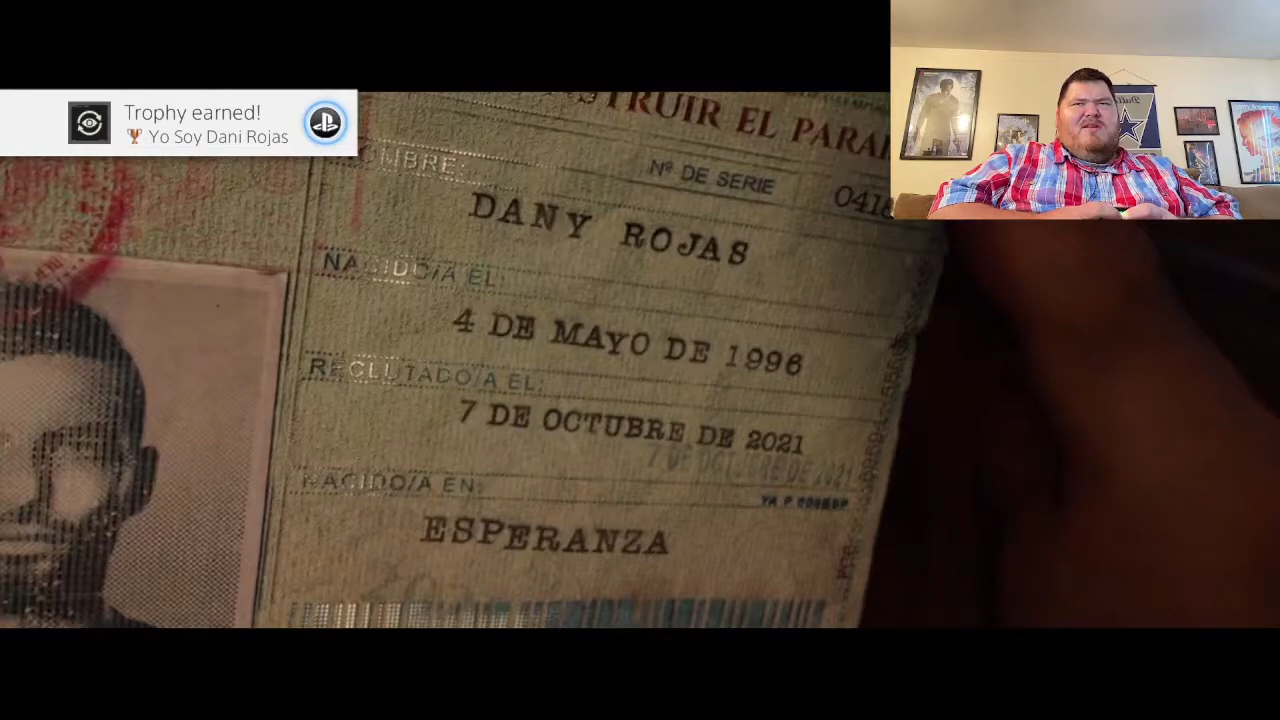 Trophy earned!
Yo Soy Dani Rojas
TRUIR EL PARA
NOMBRE:
Nº DE SERIE
0418
DANY ROJAS
NACIDO/A EL:
4 DE MAYO DE 1996
RECLUTADO/A EL:
7 DE OCTUBRE DE 2021
NACIDO/A EN:
ESPERANZA